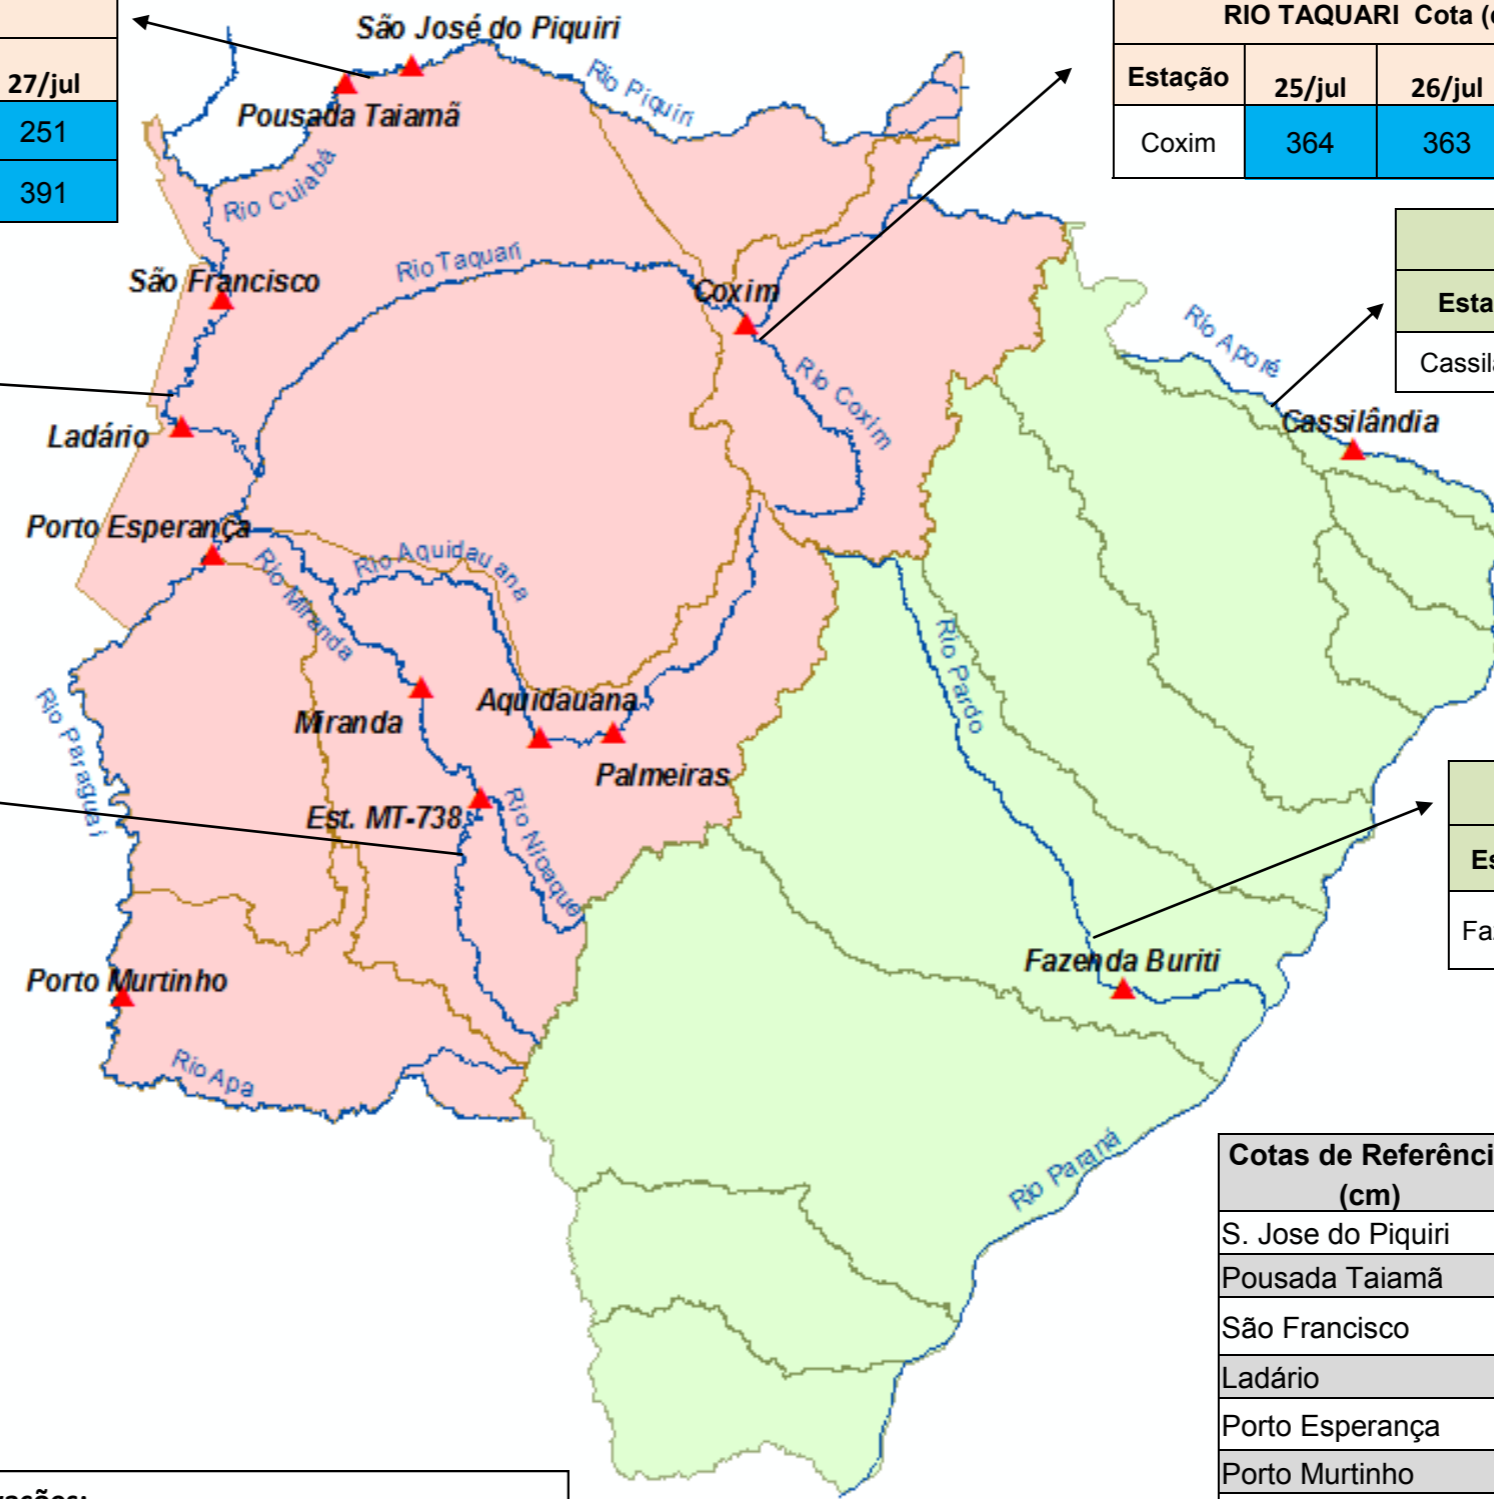 27/jul
251
391
São José do Piquiri
Pousada Taiamã
Rio Piquiri
RIO TAQUARI Cota (
Estação 25/jul 26/jul
Coxim 364 363
Rio Cuiabá
São Francisco
Rio Taquari
Coxim
Rio Coxim
Rio Aporé
Esta
Cassil
Cassilândia
Ladário
Porto Esperança
Rio Miranda
Rio Aquidauana
Rio Pardo
Rio Paraguai
Miranda
Aquidauana
Palmeiras
Est. MT-738
Rio Nioaque
Es
Fa
Fazenda Buriti
Porto Murtinho
Rio Apa
Rio Paraná
Cotas de Referênci
(cm)
S. Jose do Piquiri
Pousada Taiamã
São Francisco
Ladário
Porto Esperança
Porto Murtinho